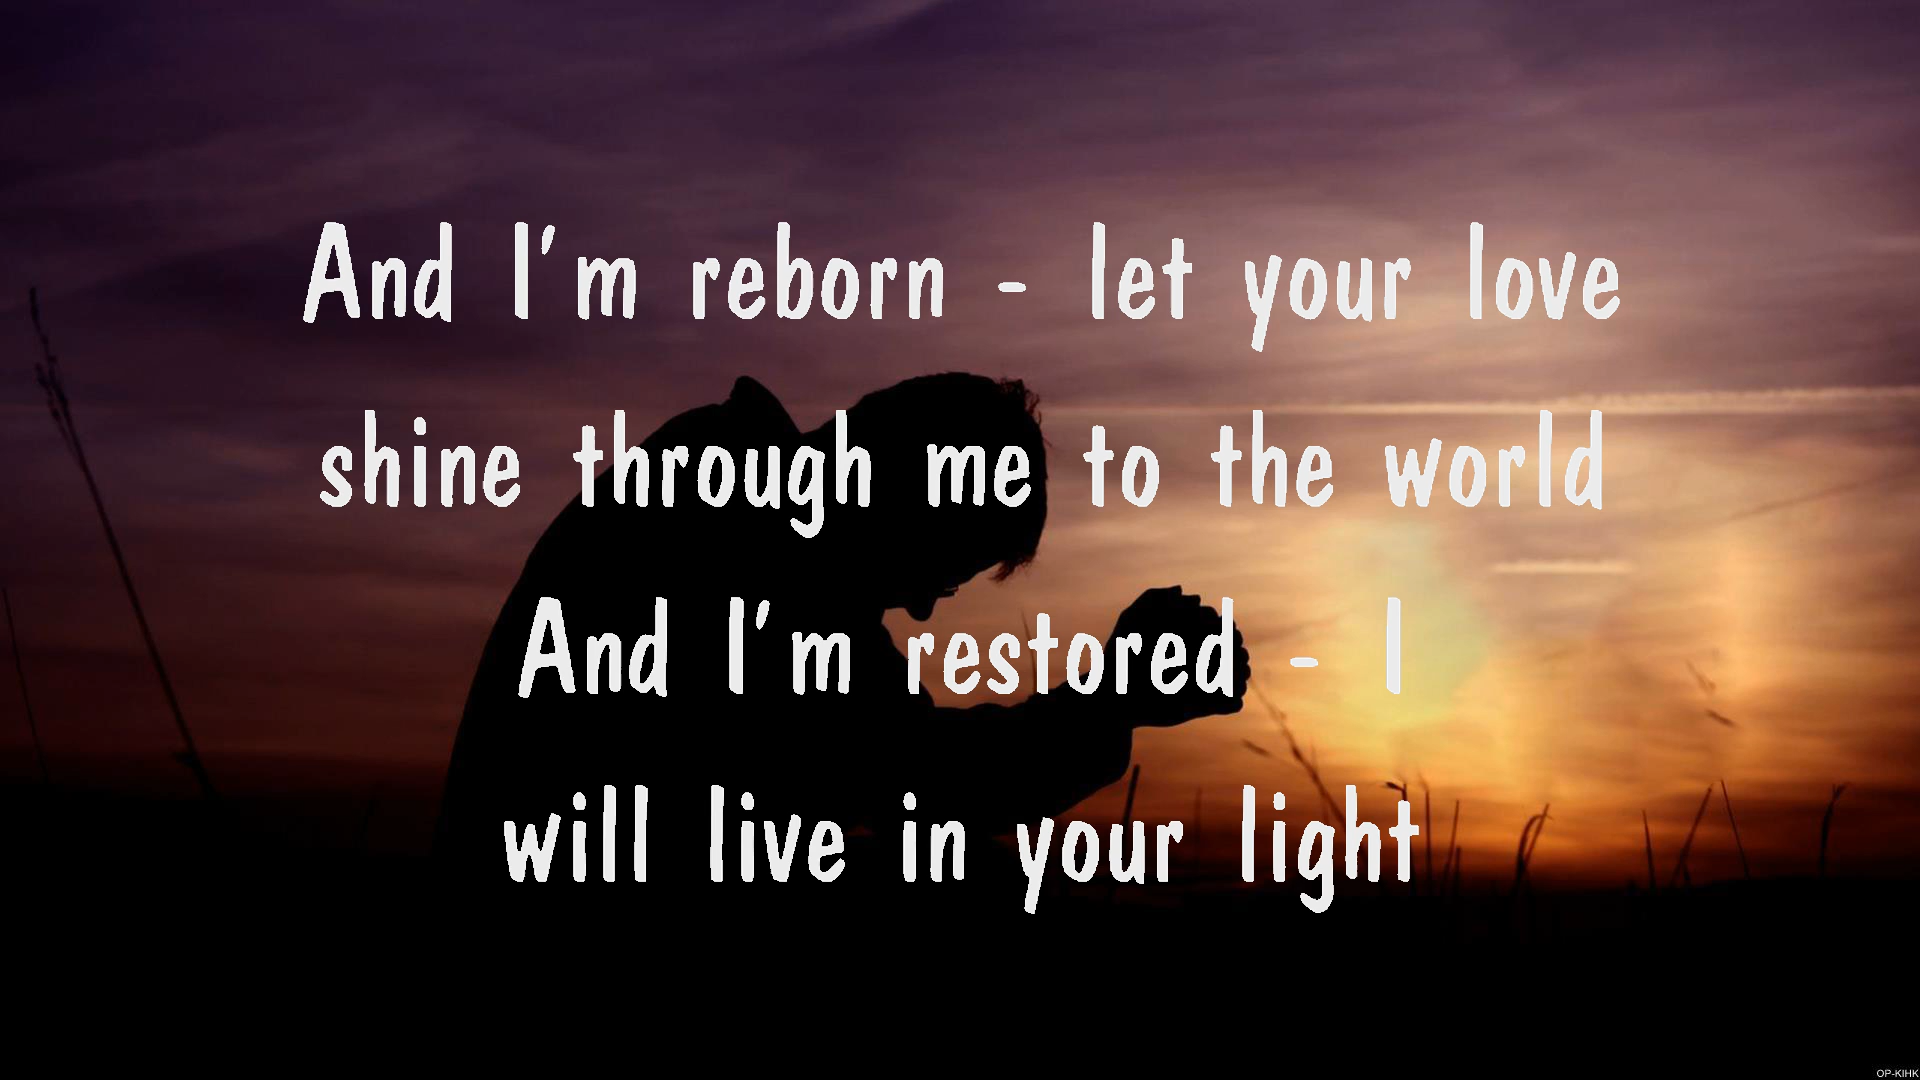 And I'm reborn - let your love
shine through me to the world
And I'm restored - I
will live in your light
OP-KIHK